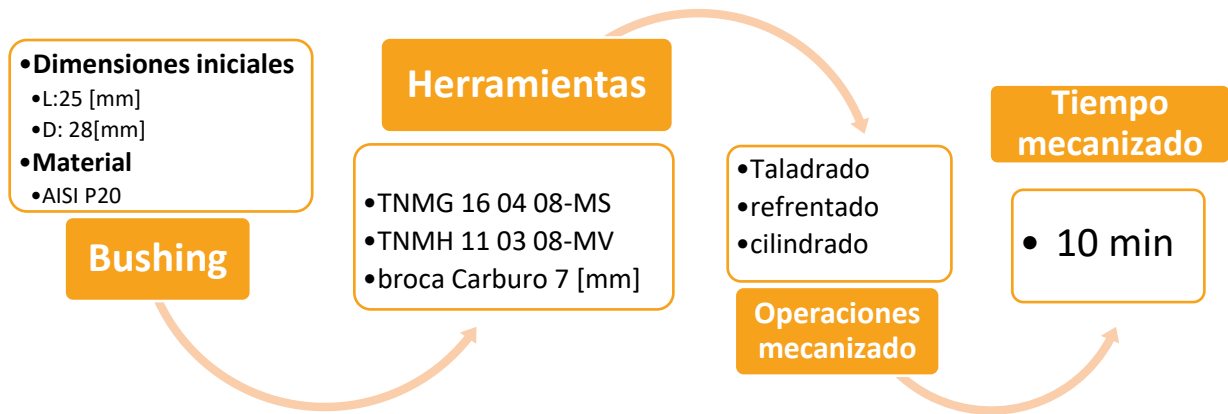 •Dimensiones iniciales
•L:25 [mm]
•D: 28[mm]
•Material
•AISI P20
Bushing
Herramientas
•TNMG 16 04 08-MS
•TNMH 11 03 08-MV
•broca Carburo 7 [mm]
•Taladrado
•refrentado
•cilindrado
Operaciones
mecanizado
Tiempo
mecanizado
• 10 min